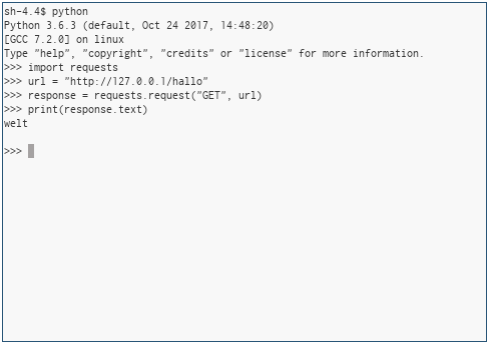 sh-4.4$ python
Python 3.6.3 (default, Oct 24 2017, 14:48:20)
[GCC 7.2.0] on linux
Type "help", "copyright", "credits" or "license" for more information.
>>> import requests
>>> url = "http://127.0.0.1/hallo"
>>> response = requests.request("GET", url)
>>> print(response.text)
welt
>>>